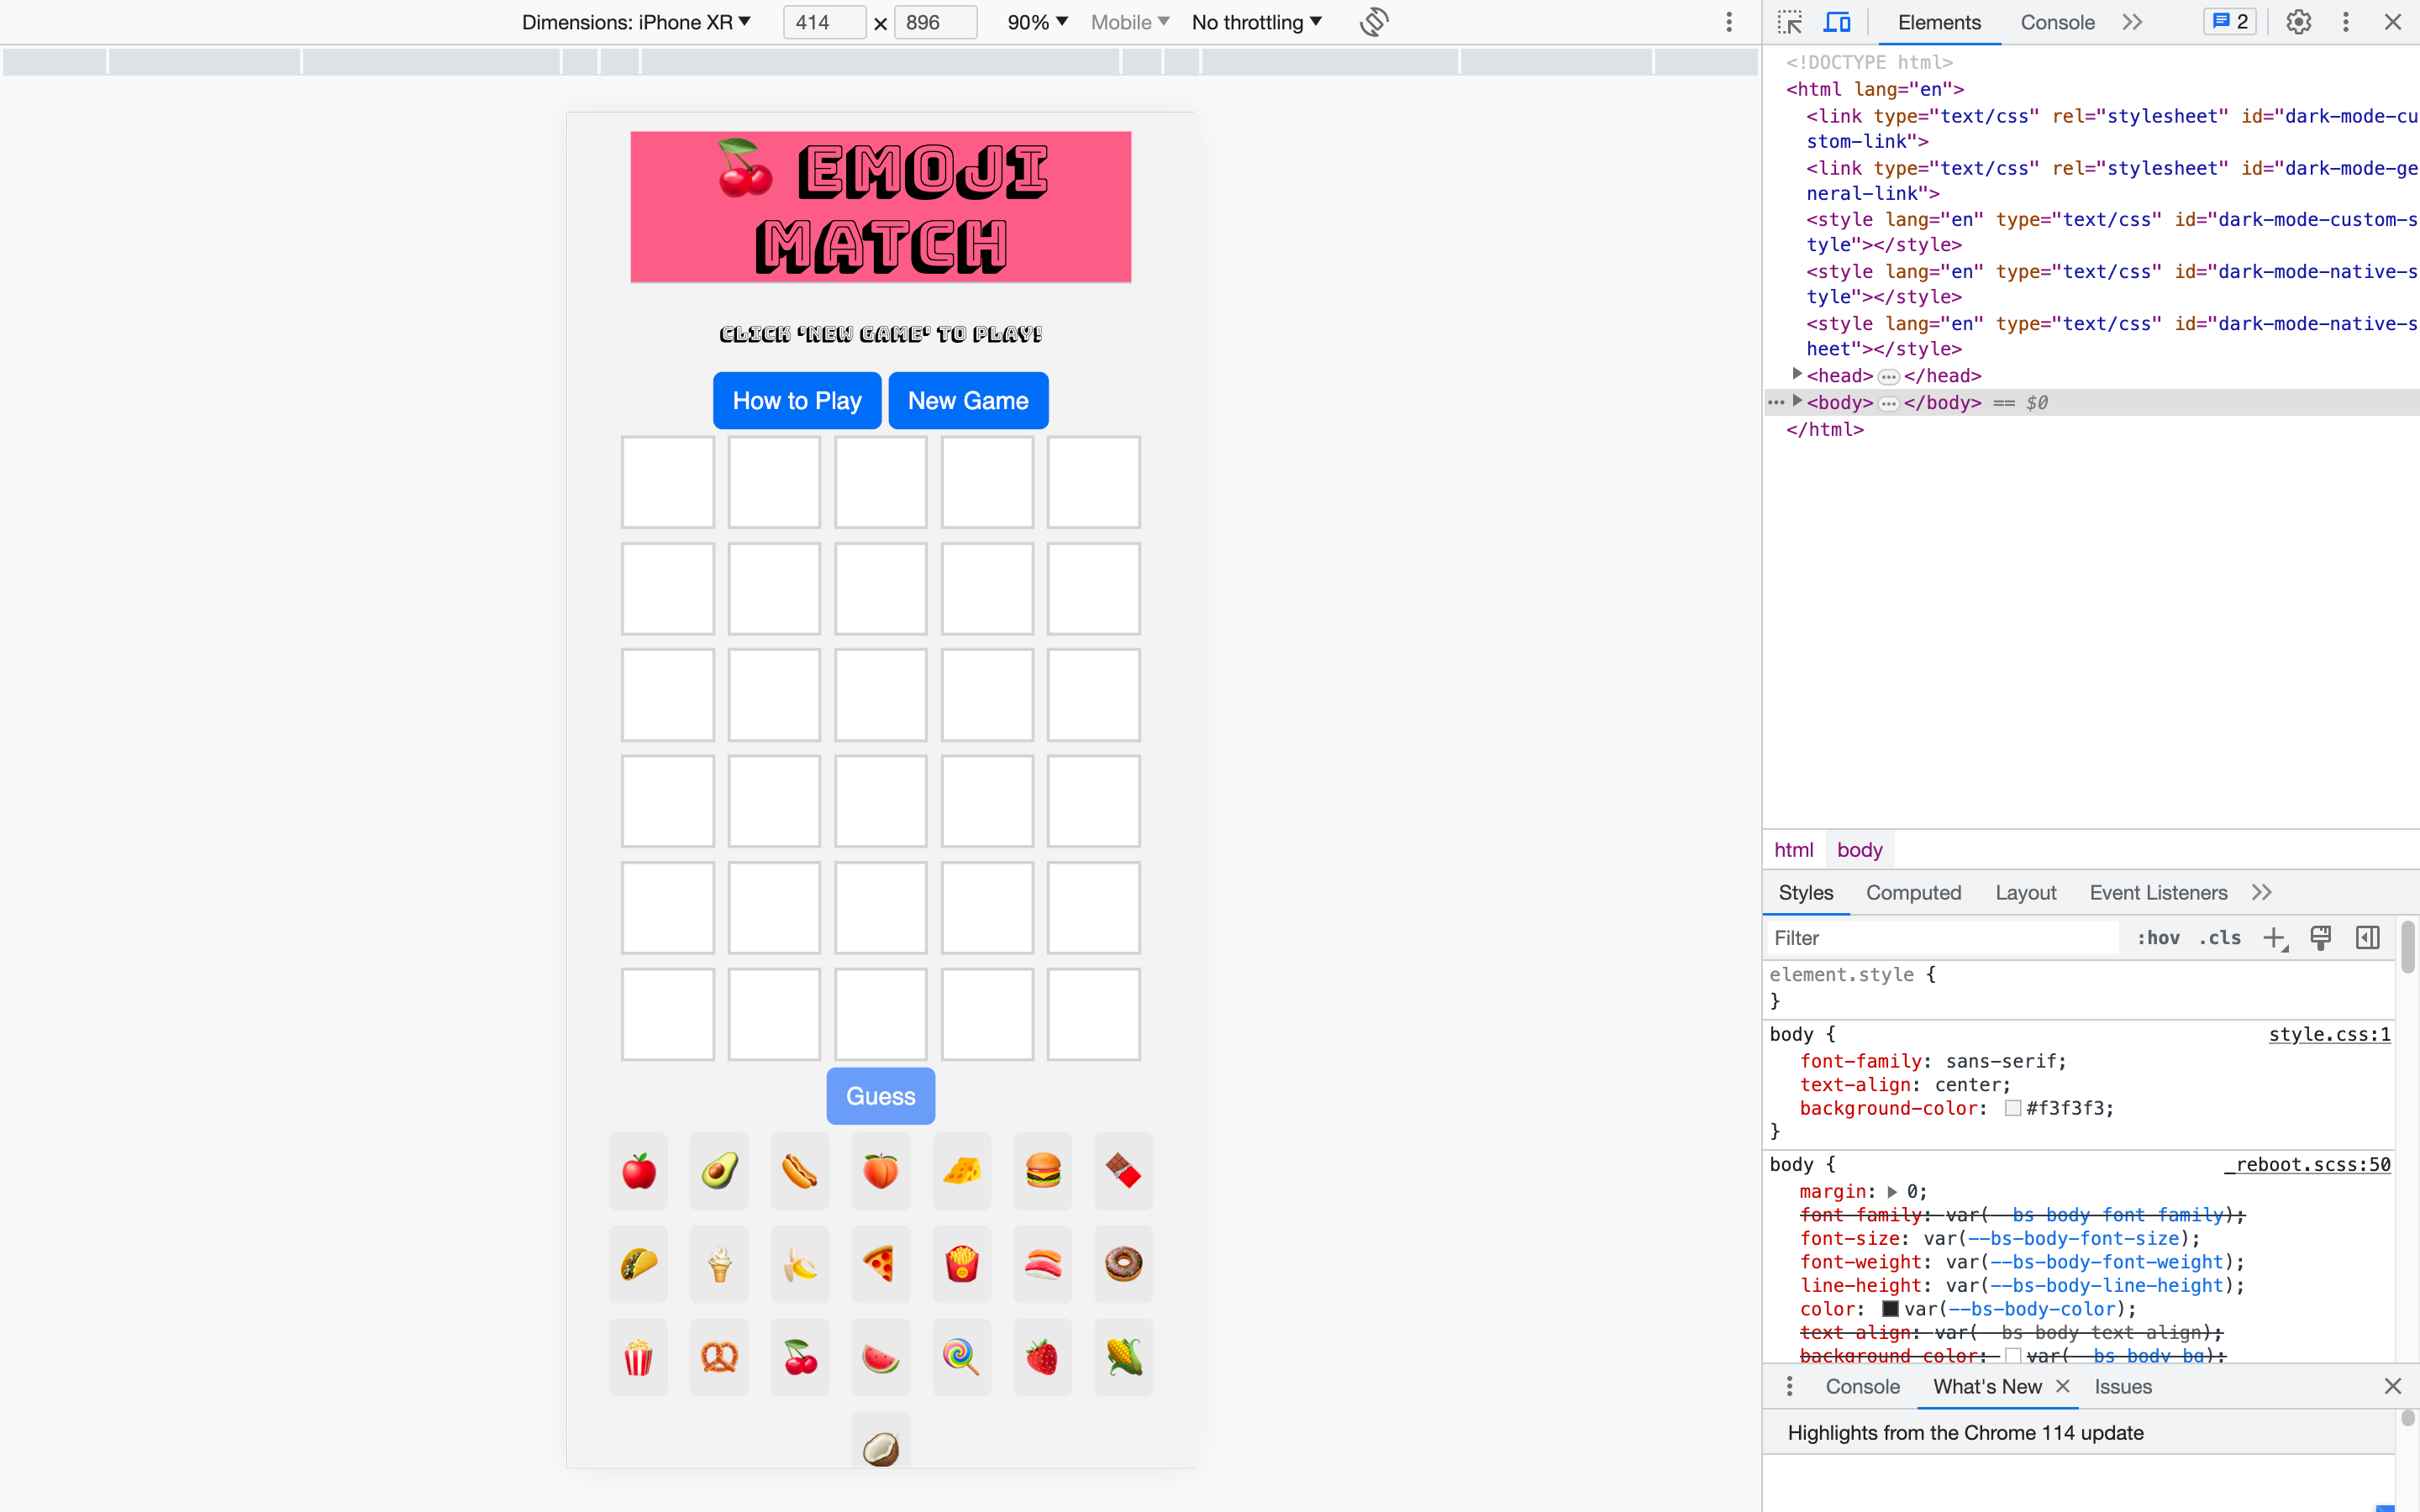 Dimensions: iPhone XR 414 × 896 90% Mobile No throttling
🍒 EMOJI
MATCH
CLICK 'NEW GAME' TO PLAY!
How to Play New Game
Guess
Elements Console 2
<!DOCTYPE html>
<html lang="en">
<link type="text/css" rel="stylesheet" id="dark-mode-cu
stom-link">
<link type="text/css" rel="stylesheet" id="dark-mode-ge
neral-link">
<style lang="en" type="text/css" id="dark-mode-custom-s
tyle"></style>
<style lang="en" type="text/css" id="dark-mode-native-s
tyle"></style>
<style lang="en" type="text/css" id="dark-mode-native-s
heet"></style>
<head> … </head>
<body> … </body> == $0
</html>
html body
Styles Computed Layout Event Listeners
Filter :hov .cls
element.style {
}
body { style.css:1
font-family: sans-serif;
text-align: center;
background-color: #f3f3f3;
}
body { _reboot.scss:50
margin: 0;
font-family: var(--bs-body-font-family);
font-size: var(--bs-body-font-size);
font-weight: var(--bs-body-font-weight);
line-height: var(--bs-body-line-height);
color: var(--bs-body-color);
text-align: var(--bs-body-text-align);
background-color: var(--bs-body-bg);
Console What's New Issues
Highlights from the Chrome 114 update